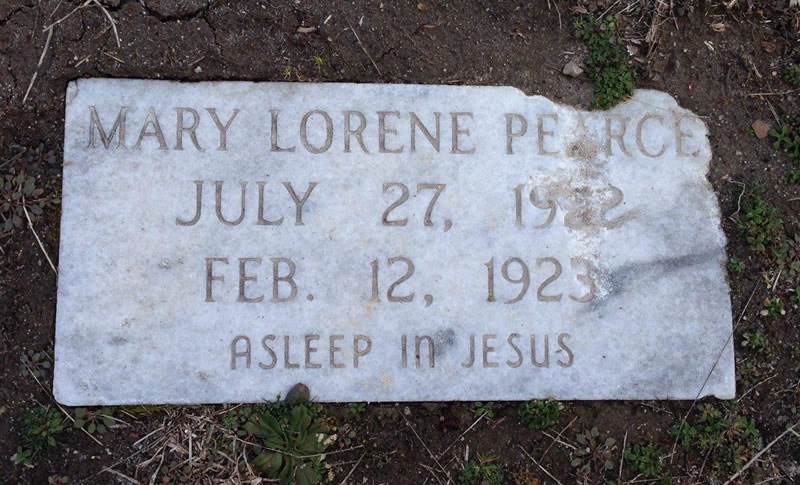 MARY LORENE PEARCE
JULY 27, 1922
FEB. 12, 1923
ASLEEP IN JESUS